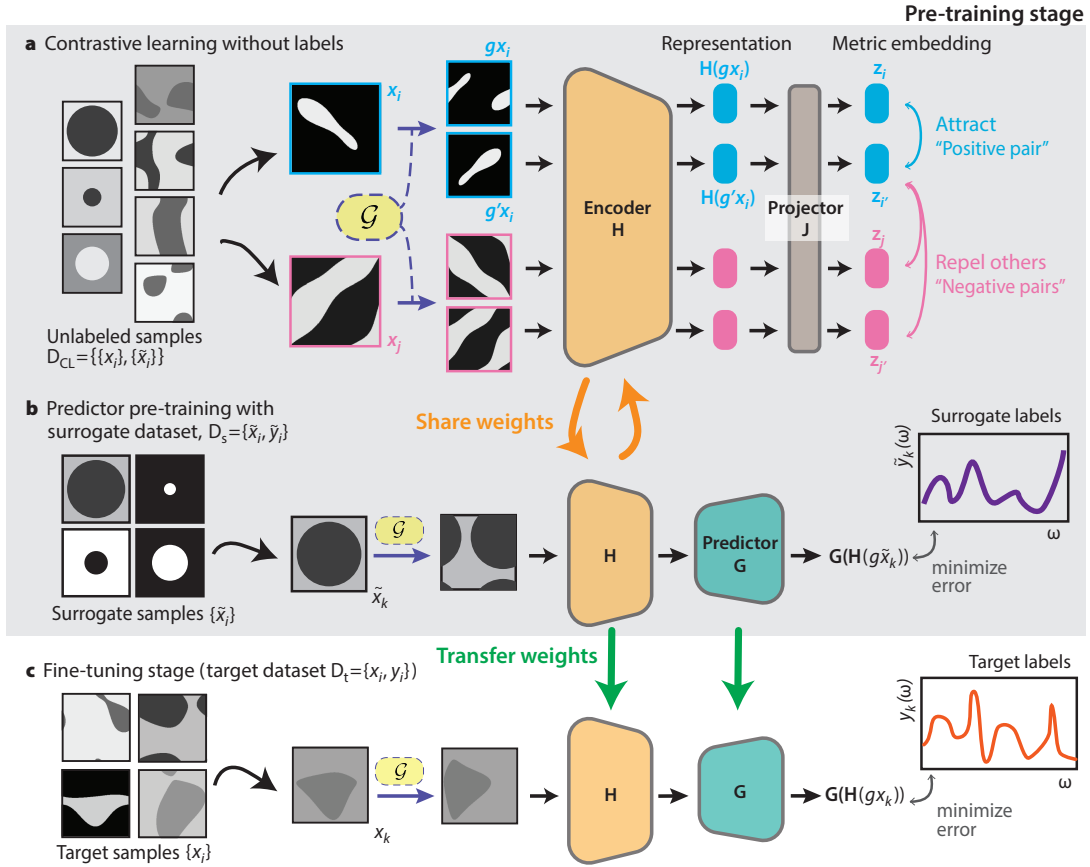 Pre-training stage
a Contrastive learning without labels
Representation
Metric embedding
gxᵢ
H(gxᵢ)
zᵢ
xᵢ
Attract
"Positive pair"
𝒢
g'xᵢ
Encoder
H
H(g'xᵢ)
Projector
J
zᵢ'
zⱼ
Repel others
"Negative pairs"
xⱼ
zⱼ'
Unlabeled samples
D_CL={{xᵢ},{x̃ᵢ}}
Share weights
b Predictor pre-training with
surrogate dataset, Dₛ={x̃ᵢ, ỹᵢ}
Surrogate labels
ỹₖ(ω)
ω
𝒢
H
Predictor
G
G(H(gx̃ₖ))
minimize
error
x̃ₖ
Surrogate samples {x̃ᵢ}
Transfer weights
c Fine-tuning stage (target dataset Dₜ={xᵢ, yᵢ})
Target labels
yₖ(ω)
ω
𝒢
H
G
G(H(gxₖ))
minimize
error
xₖ
Target samples {xᵢ}